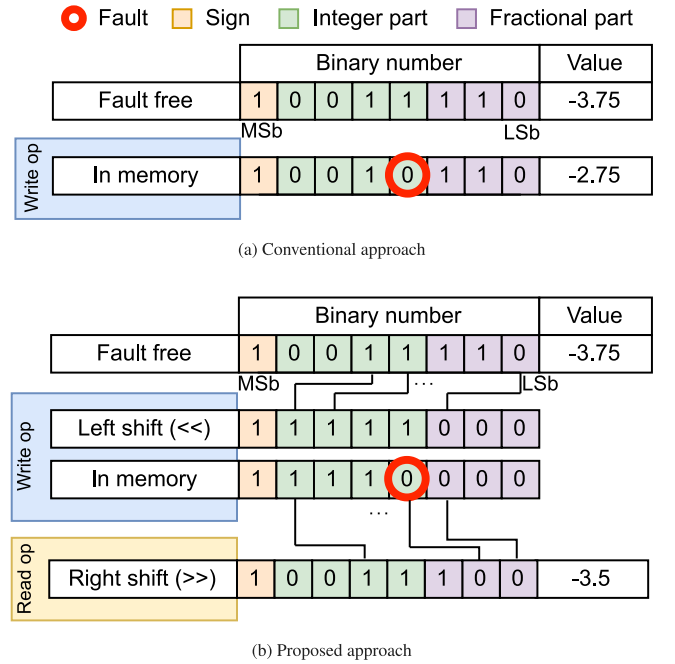 Fault Sign Integer part Fractional part
Binary number Value
Fault free 1 0 0 1 1 1 1 0 -3.75
MSb LSb
Write op
In memory 1 0 0 1 0 1 1 0 -2.75
(a) Conventional approach
Binary number Value
Fault free 1 0 0 1 1 1 1 0 -3.75
MSb ... LSb
Write op
Left shift (<<) 1 1 1 1 1 0 0 0
In memory 1 1 1 1 0 0 0 0
...
Read op
Right shift (>>) 1 0 0 1 1 1 0 0 -3.5
(b) Proposed approach